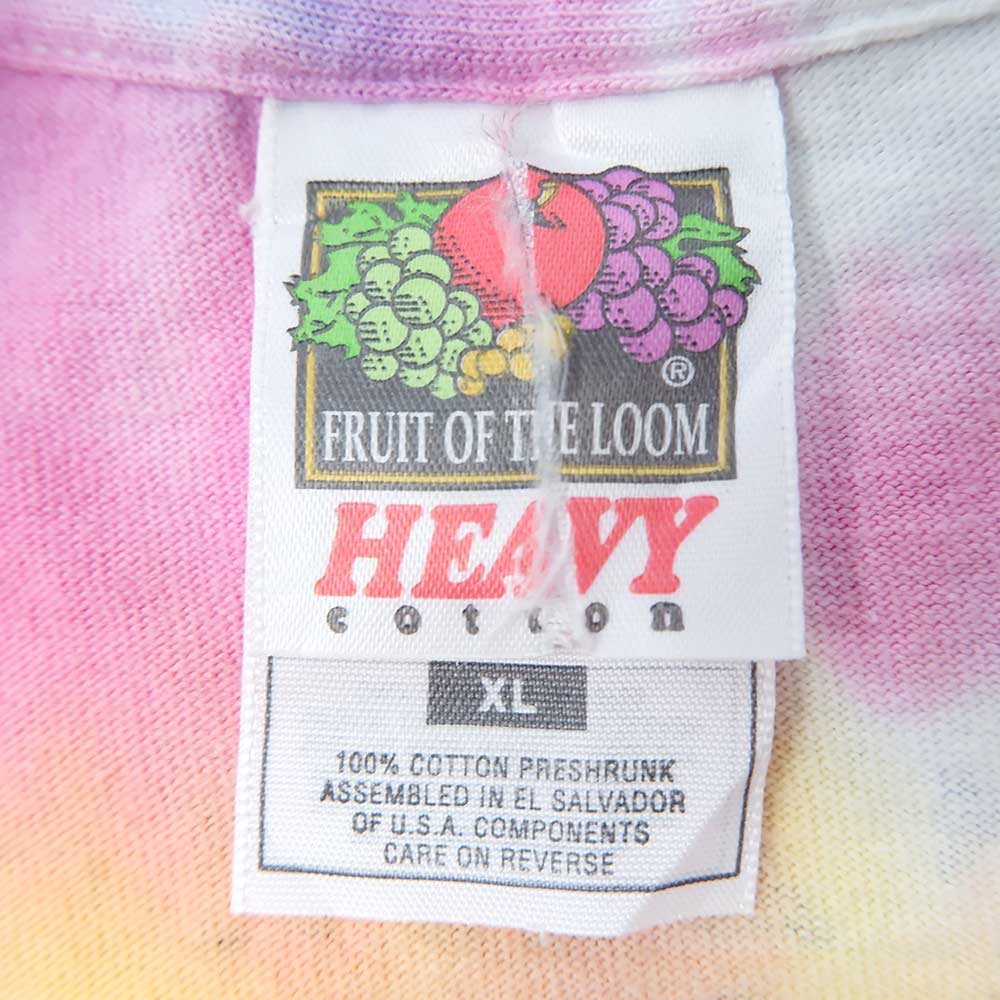 ®
FRUIT OF THE LOOM
HEAVY
cotton
XL
100% COTTON PRESHRUNK
ASSEMBLED IN EL SALVADOR
OF U.S.A. COMPONENTS
CARE ON REVERSE